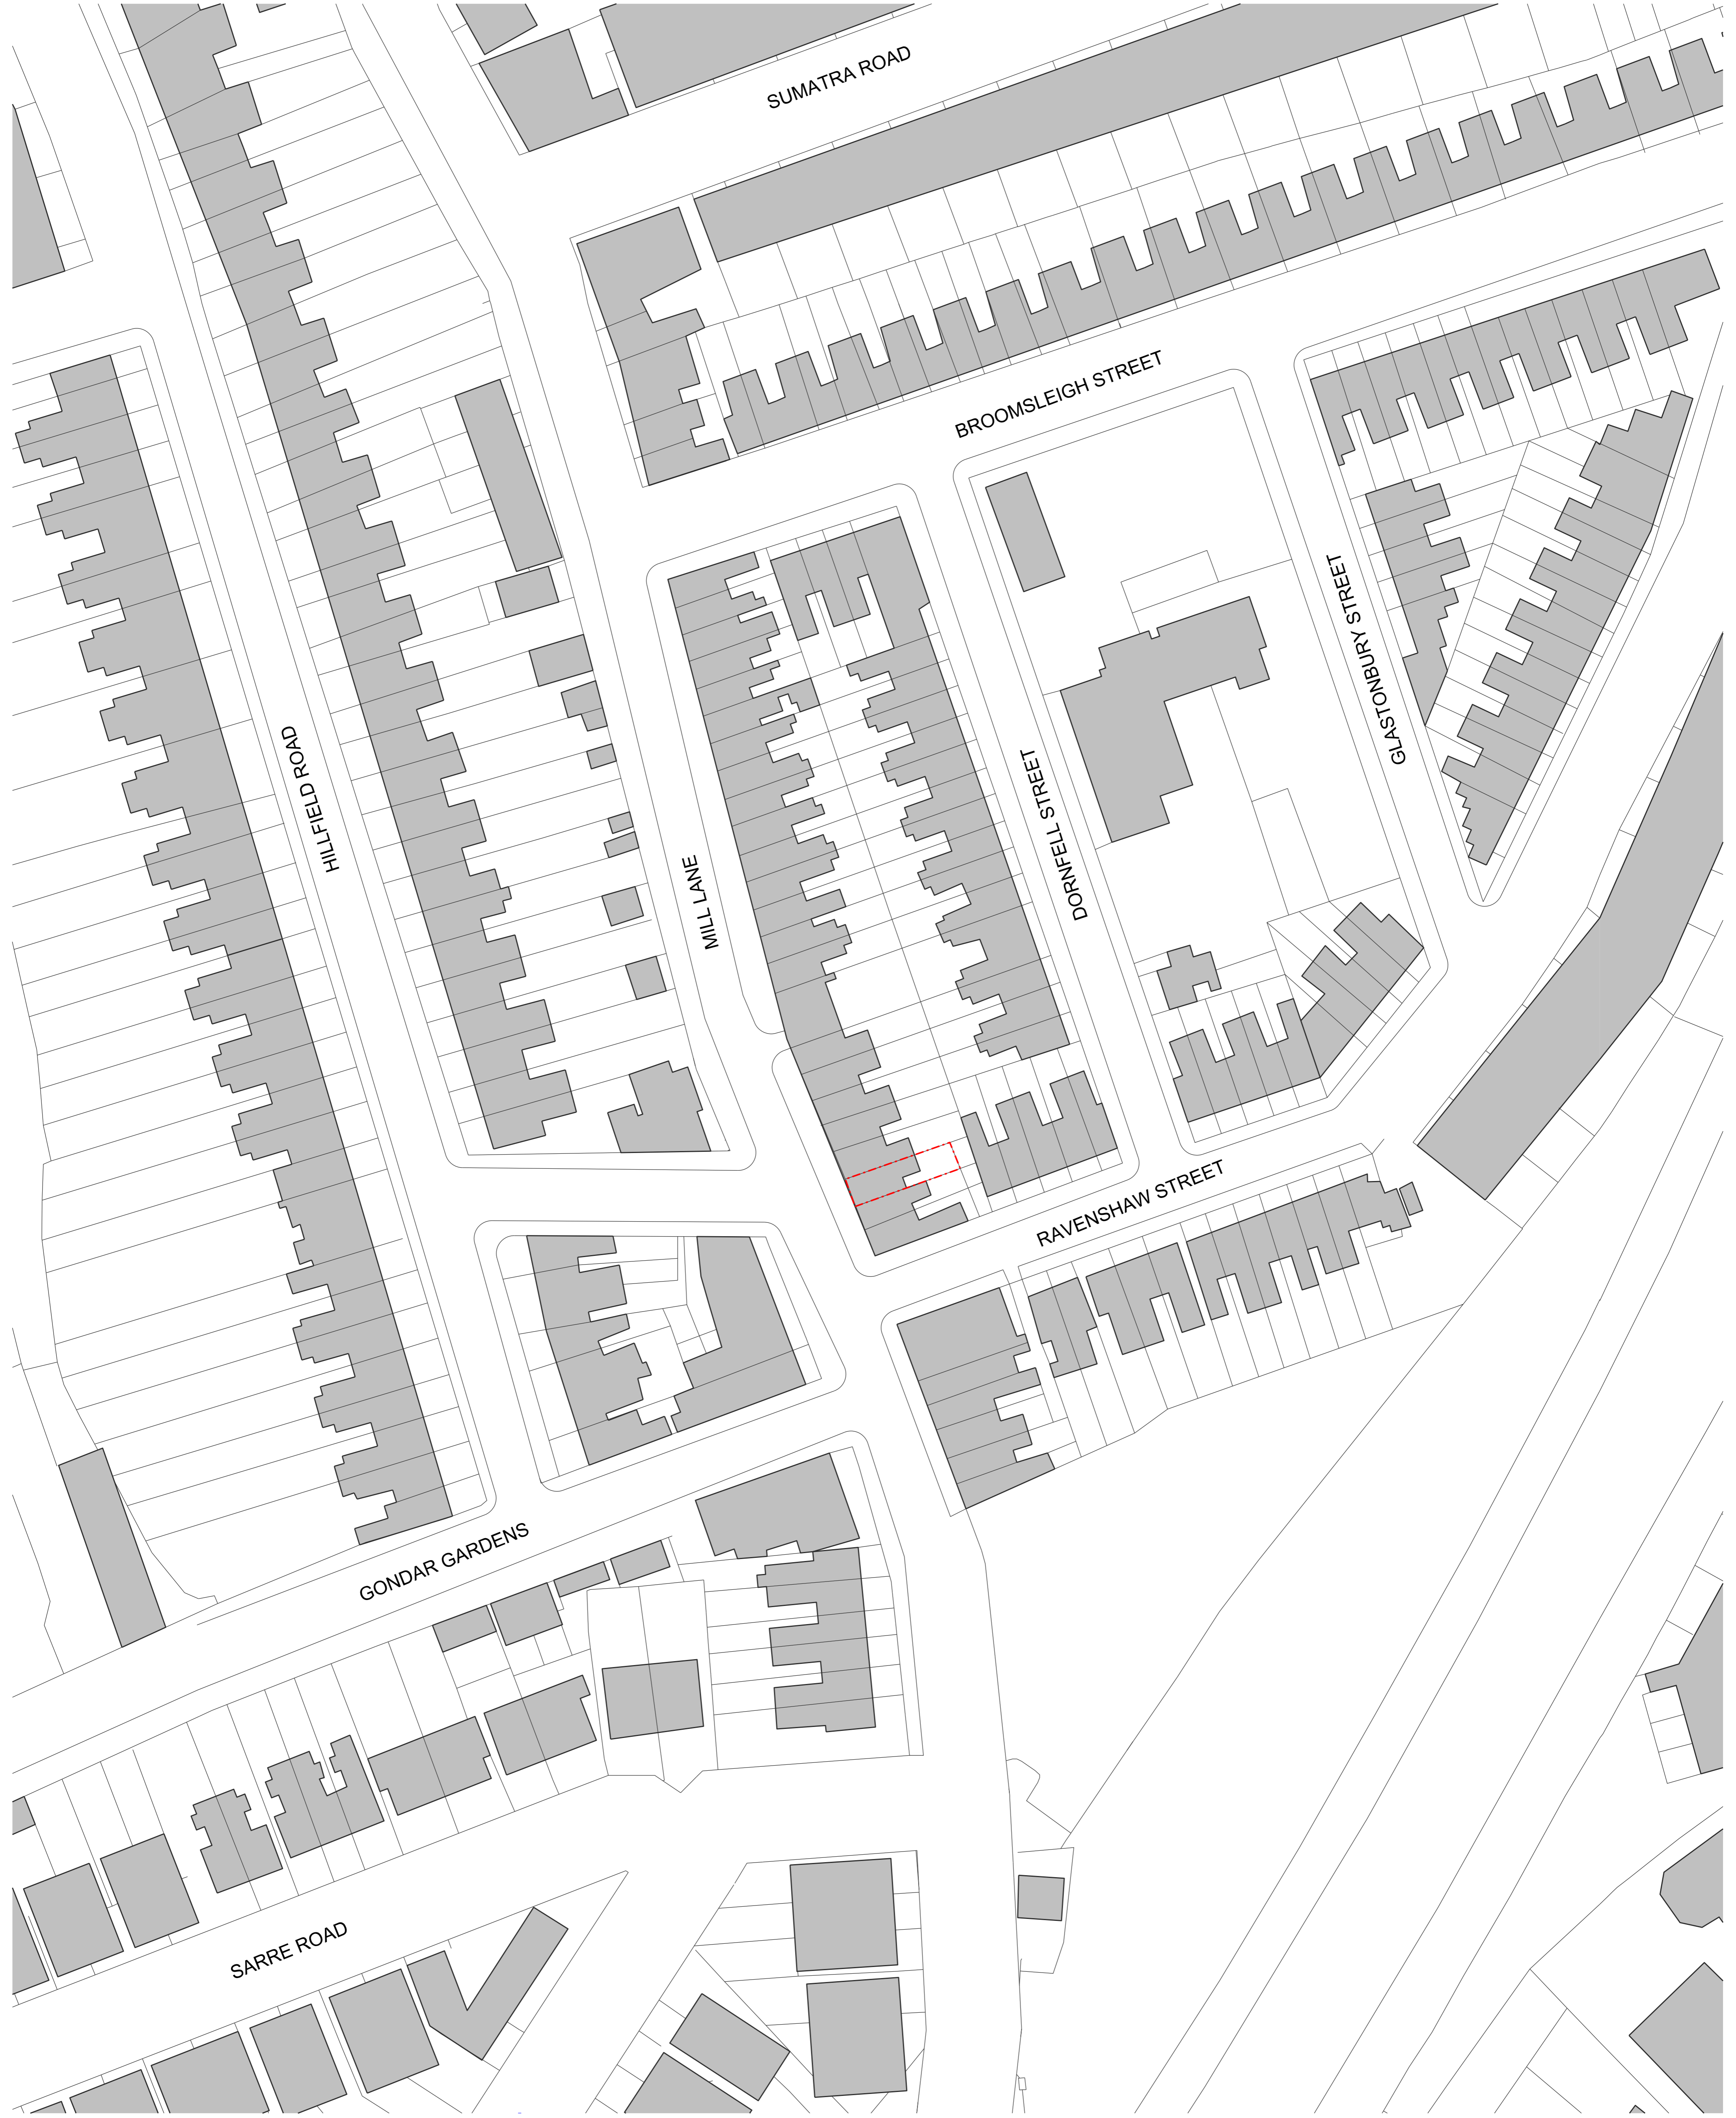 SUMATRA ROAD
BROOMSLEIGH STREET
GLASTONBURY STREET
HILLFIELD ROAD
DORNFELL STREET
MILL LANE
RAVENSHAW STREET
GONDAR GARDENS
SARRE ROAD